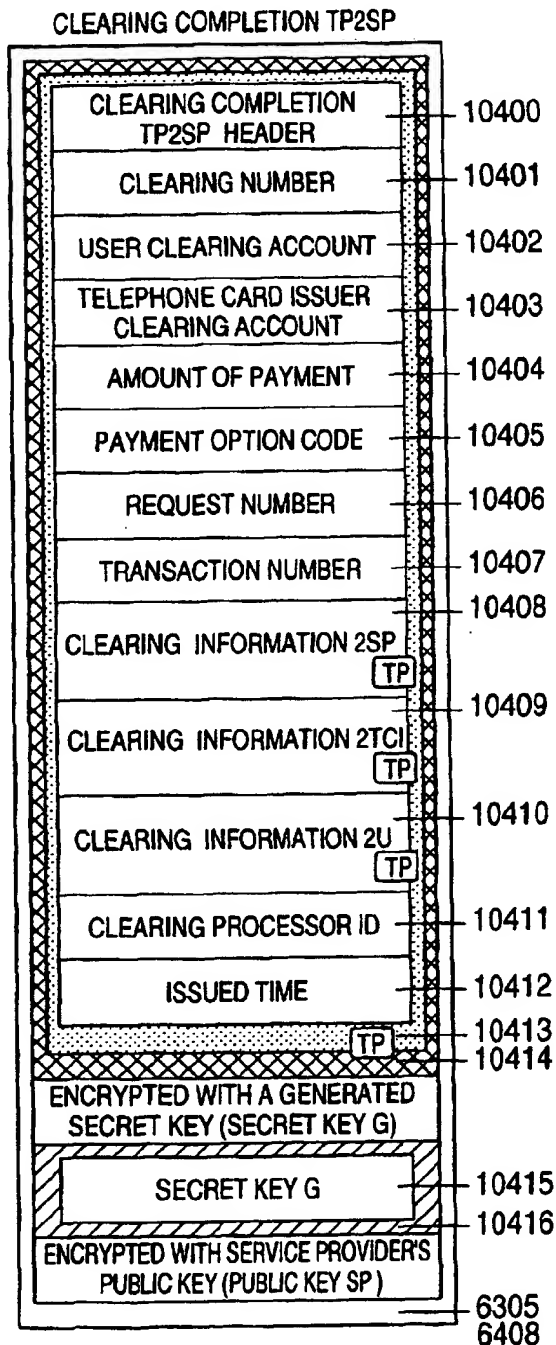 CLEARING COMPLETION TP2SP
CLEARING COMPLETION
TP2SP HEADER
10400
CLEARING NUMBER
10401
USER CLEARING ACCOUNT
10402
TELEPHONE CARD ISSUER
CLEARING ACCOUNT
10403
AMOUNT OF PAYMENT
10404
PAYMENT OPTION CODE
10405
REQUEST NUMBER
10406
TRANSACTION NUMBER
10407
10408
CLEARING INFORMATION 2SP
TP
10409
CLEARING INFORMATION 2TCI
TP
10410
CLEARING INFORMATION 2U
TP
CLEARING PROCESSOR ID
10411
ISSUED TIME
10412
TP
10413
10414
ENCRYPTED WITH A GENERATED
SECRET KEY (SECRET KEY G)
SECRET KEY G
10415
10416
ENCRYPTED WITH SERVICE PROVIDER'S
PUBLIC KEY (PUBLIC KEY SP)
6305
6408